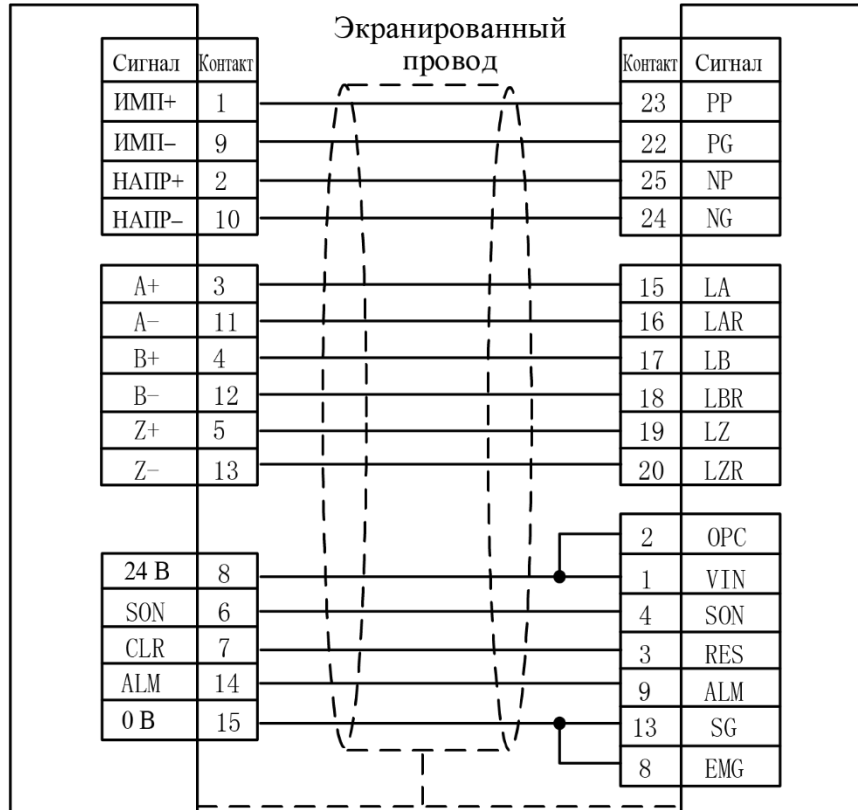 Экранированный
провод
Сигнал Контакт Контакт Сигнал
ИМП+ 1 23 PP
ИМП− 9 22 PG
НАПР+ 2 25 NP
НАПР− 10 24 NG
A+ 3 15 LA
A− 11 16 LAR
B+ 4 17 LB
B− 12 18 LBR
Z+ 5 19 LZ
Z− 13 20 LZR
2 OPC
24 В 8 1 VIN
SON 6 4 SON
CLR 7 3 RES
ALM 14 9 ALM
0 В 15 13 SG
8 EMG